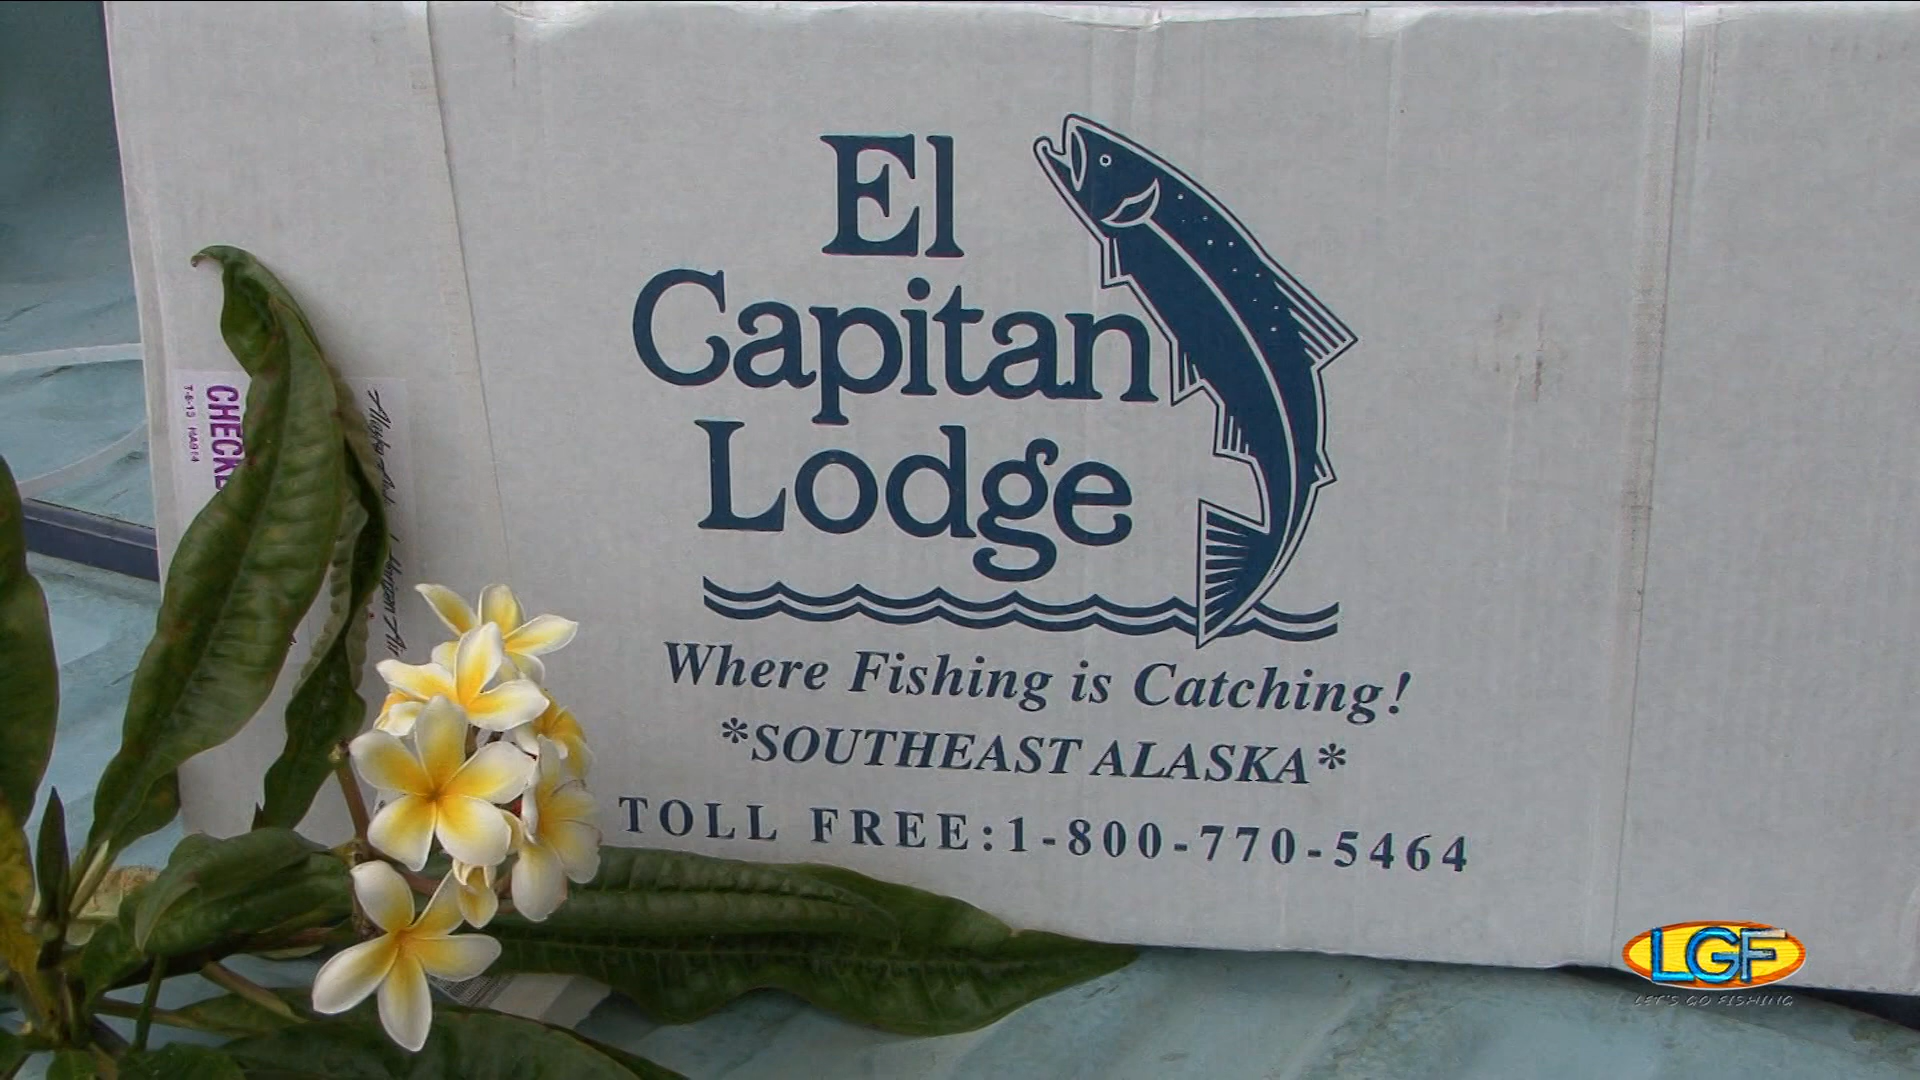 El
Capitan
Lodge
Where Fishing is Catching!
*SOUTHEAST ALASKA*
TOLL FREE:1-800-770-5464
CHECKE
LGF
LET'S GO FISHING